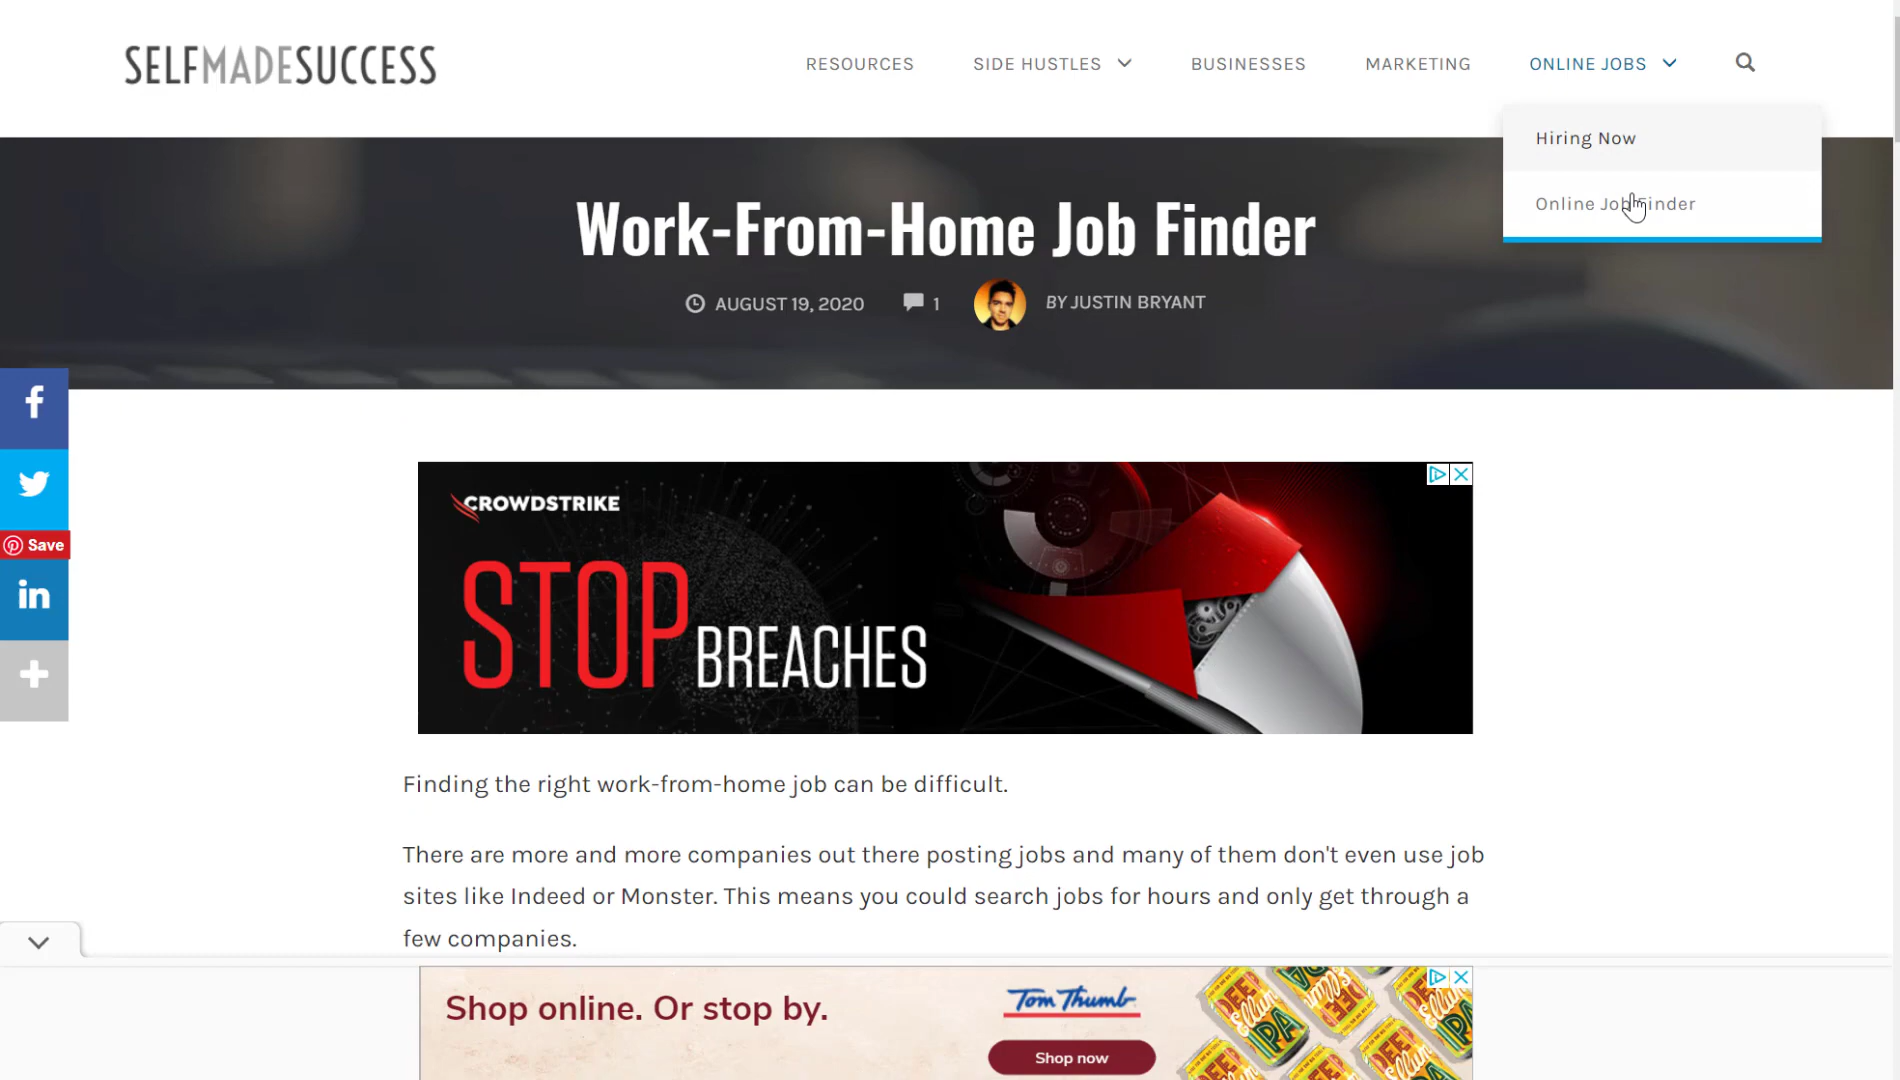 SELFMADESUCCESS
RESOURCES
SIDE HUSTLES
BUSINESSES
MARKETING
ONLINE JOBS
Hiring Now
Online Job Finder
Work-From-Home Job Finder
AUGUST 19, 2020
1
BY JUSTIN BRYANT
f
Save
in
CROWDSTRIKE
STOP BREACHES
Finding the right work-from-home job can be difficult.
There are more and more companies out there posting jobs and many of them don't even use job
sites like Indeed or Monster. This means you could search jobs for hours and only get through a
few companies.
Shop online. Or stop by.
Tom Thumb
Shop now
DEEP
Ellum
IPA